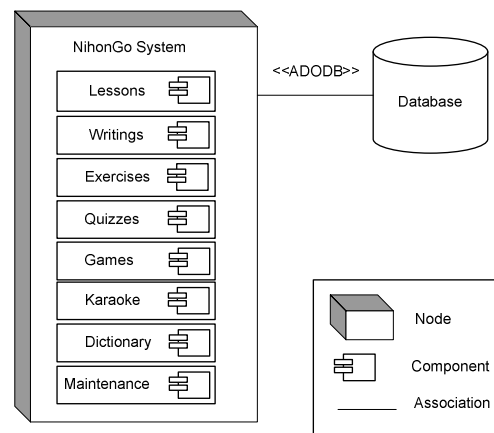 NihonGo System
Lessons
Writings
Exercises
Quizzes
Games
Karaoke
Dictionary
Maintenance
<<ADODB>>
Database
Node
Component
Association